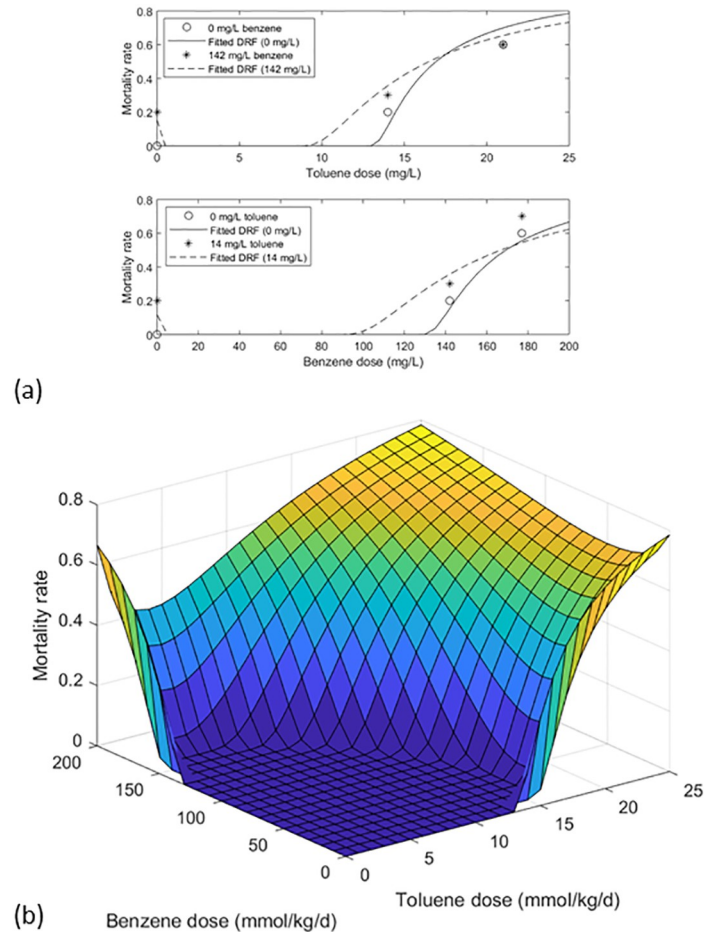 0.8
0.6
0.4
0.2
0
Mortality rate
0 mg/L benzene
Fitted DRF (0 mg/L)
142 mg/L benzene
Fitted DRF (142 mg/L)
0 5 10 15 20 25
Toluene dose (mg/L)
0.8
0.6
0.4
0.2
0
Mortality rate
0 mg/L toluene
Fitted DRF (0 mg/L)
14 mg/L toluene
Fitted DRF (14 mg/L)
0 20 40 60 80 100 120 140 160 180 200
Benzene dose (mg/L)
(a)
0.8
0.6
0.4
0.2
0
Mortality rate
200
150
100
50
0
0
5
10
15
20
25
Toluene dose (mmol/kg/d)
Benzene dose (mmol/kg/d)
(b)